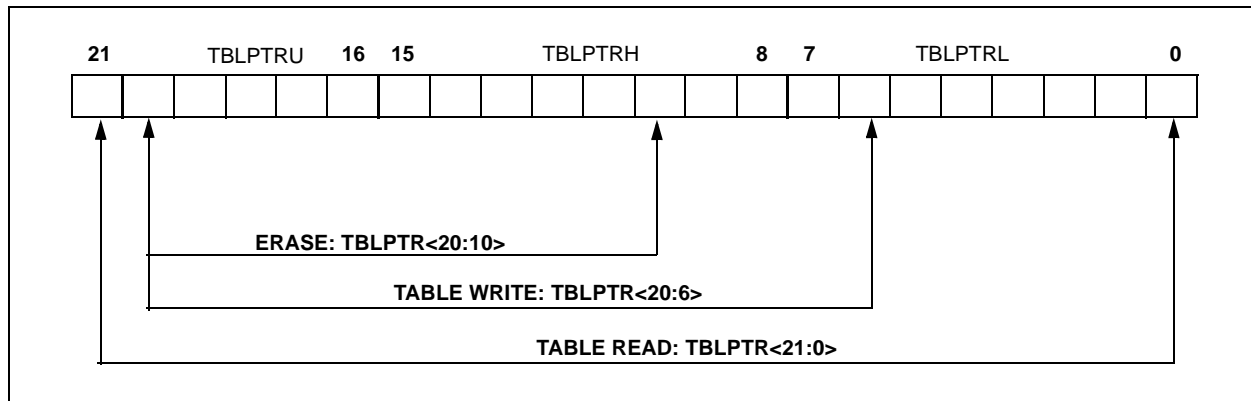 21 TBLPTRU 16 15 TBLPTRH 8 7 TBLPTRL 0
ERASE: TBLPTR<20:10>
TABLE WRITE: TBLPTR<20:6>
TABLE READ: TBLPTR<21:0>